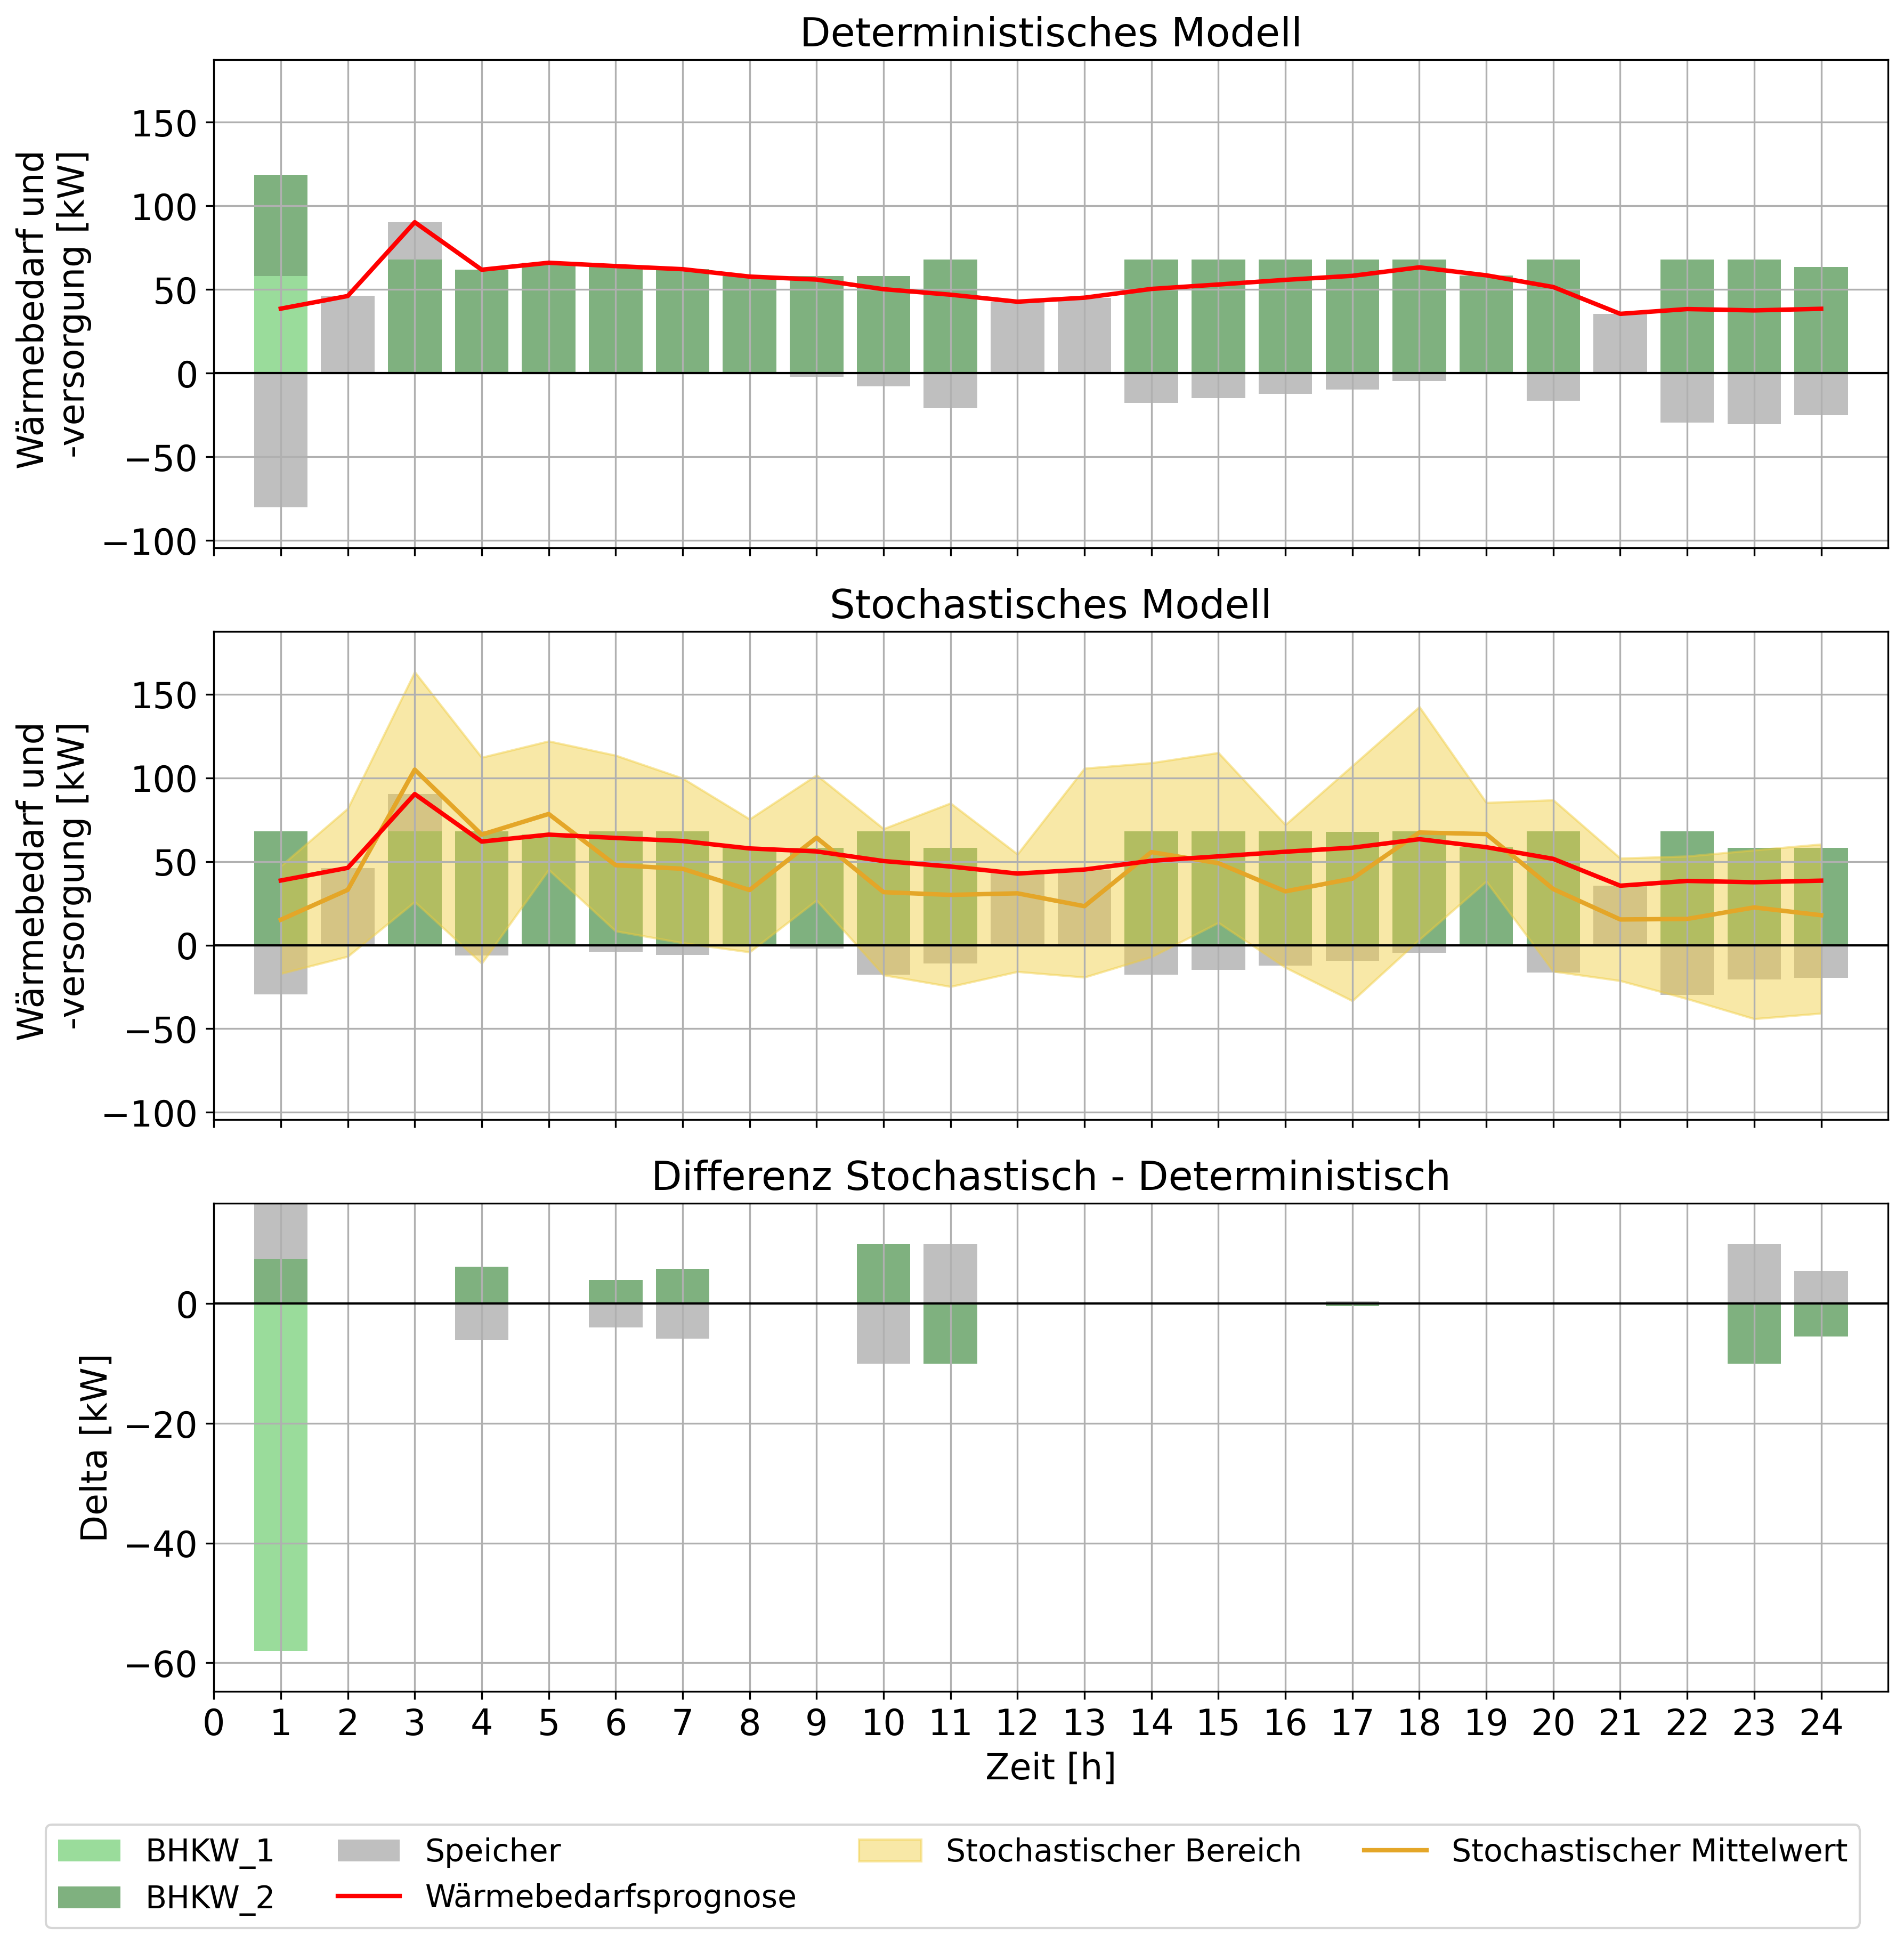 Deterministisches Modell
Wärmebedarf und
-versorgung [kW]
150
100
50
0
−50
−100
Stochastisches Modell
Wärmebedarf und
-versorgung [kW]
150
100
50
0
−50
−100
Differenz Stochastisch - Deterministisch
Delta [kW]
0
−20
−40
−60
0 1 2 3 4 5 6 7 8 9 10 11 12 13 14 15 16 17 18 19 20 21 22 23 24
Zeit [h]
BHKW_1 Speicher Stochastischer Bereich Stochastischer Mittelwert
BHKW_2 Wärmebedarfsprognose